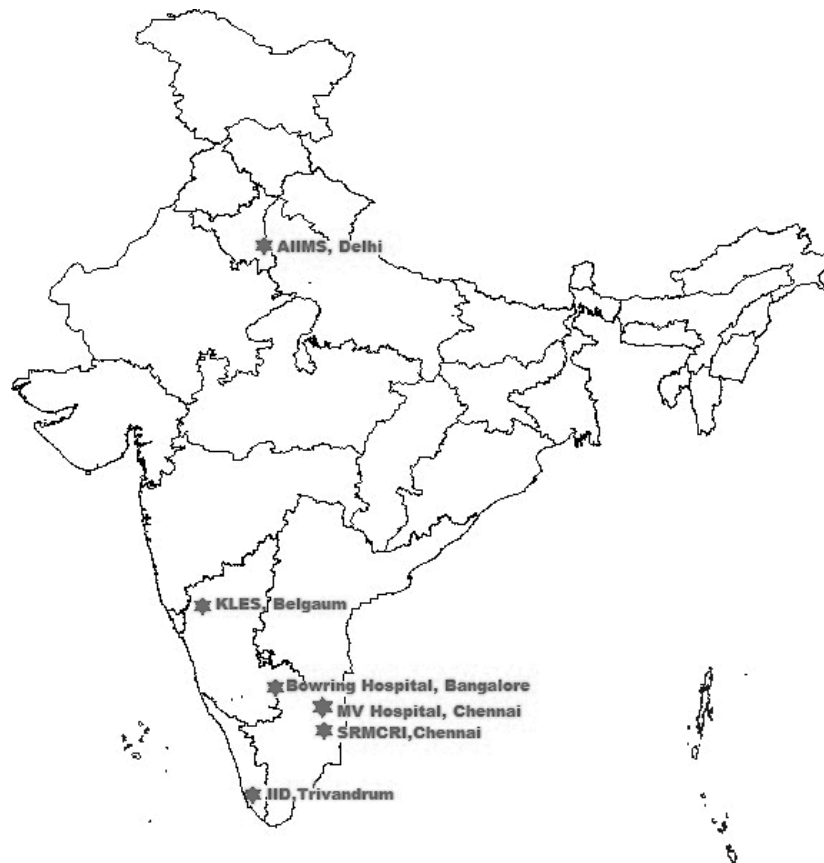 AIIMS, Delhi
KLES, Belgaum
Bowring Hospital, Bangalore
MV Hospital, Chennai
SRMCRI,Chennai
IID,Trivandrum